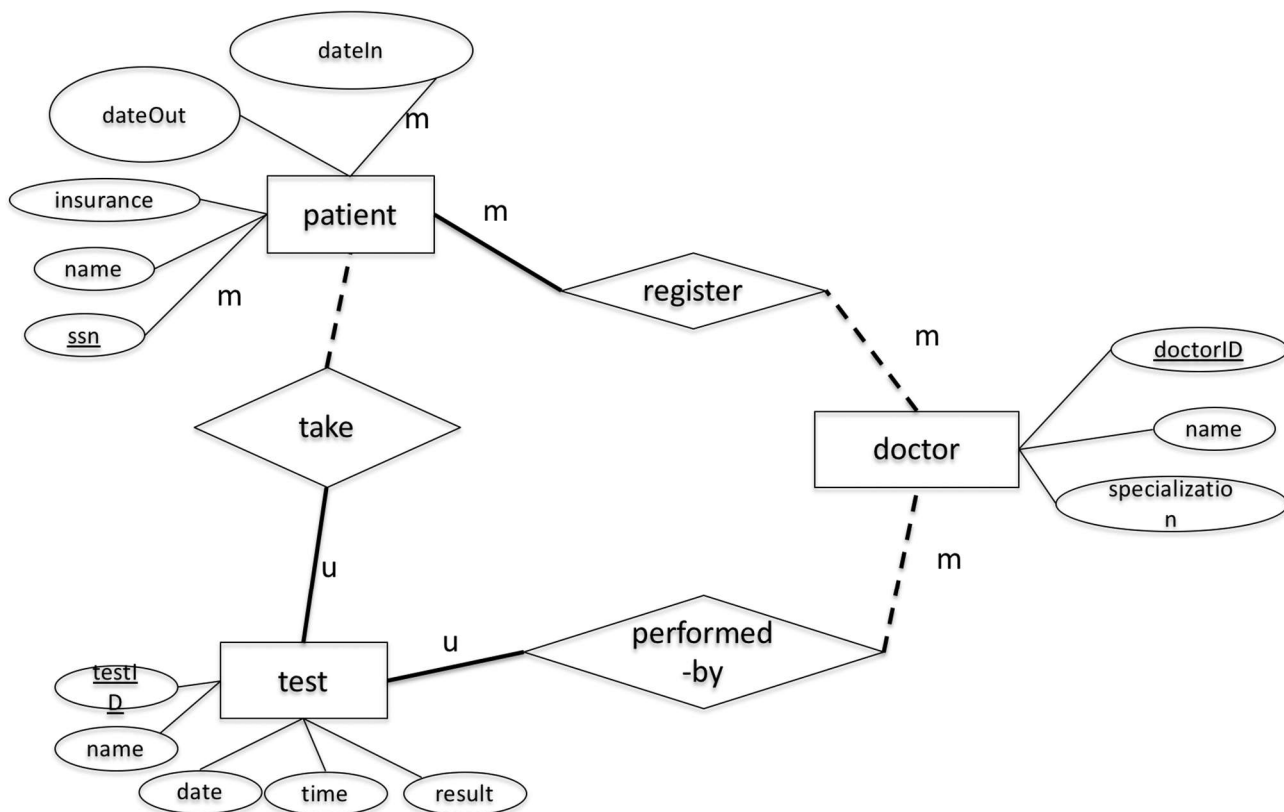 dateIn
dateOut
m
insurance
patient
m
name
m
register
ssn
m
doctorID
take
name
doctor
specializatio
n
m
u
u
performed
-by
testI
D
test
name
date
time
result